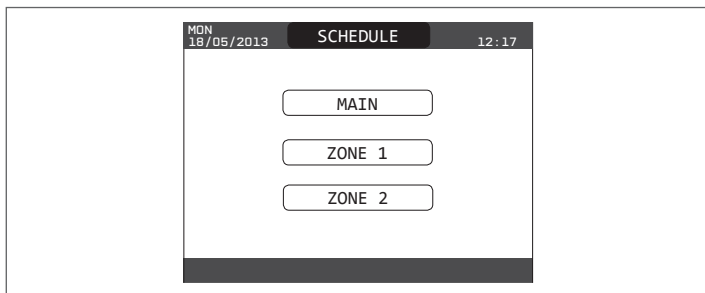 MON
18/05/2013 SCHEDULE 12:17
MAIN
ZONE 1
ZONE 2